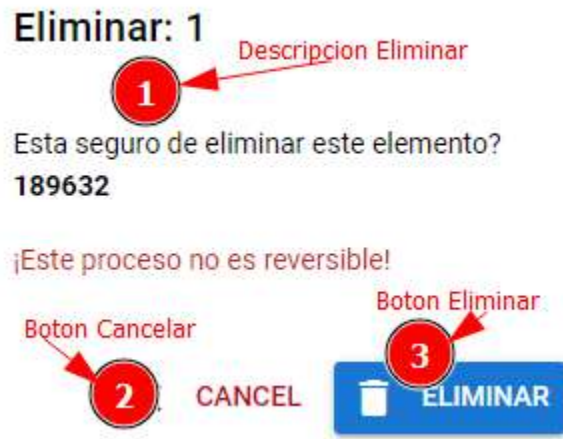 Eliminar: 1
Descripcion Eliminar
1
Esta seguro de eliminar este elemento?
189632
¡Este proceso no es reversible!
Boton Eliminar
Boton Cancelar
3
2
CANCEL
ELIMINAR